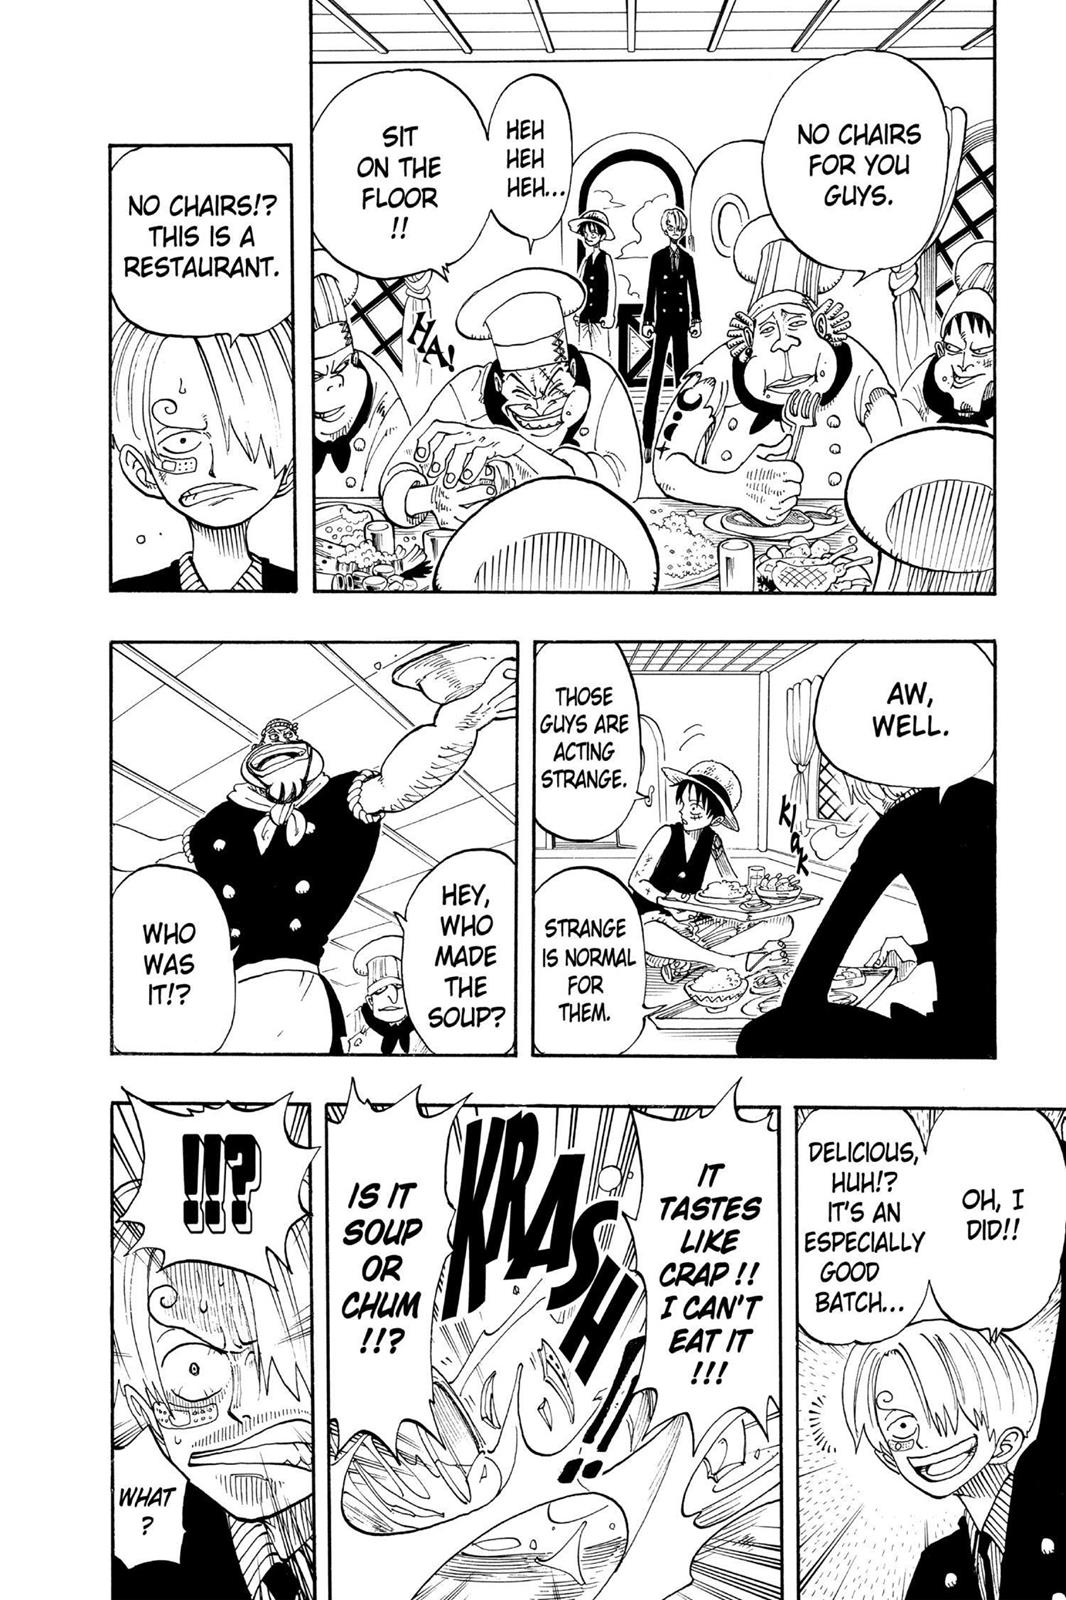 NO CHAIRS
FOR YOU
GUYS.
HEH
HEH
HEH...
SIT
ON THE
FLOOR
!!
HA!
NO CHAIRS!?
THIS IS A
RESTAURANT.
AW,
WELL.
THOSE
GUYS ARE
ACTING
STRANGE.
KLAK
STRANGE
IS NORMAL
FOR
THEM.
HEY,
WHO
MADE
THE
SOUP?
WHO
WAS
IT!?
OH, I
DID!!
DELICIOUS,
HUH!?
IT'S AN
ESPECIALLY
GOOD
BATCH...
IT
TASTES
LIKE
CRAP!!
I CAN'T
EAT IT
!!!
KRASH!!
IS IT
SOUP
OR
CHUM
!!?
!!?
WHAT
?